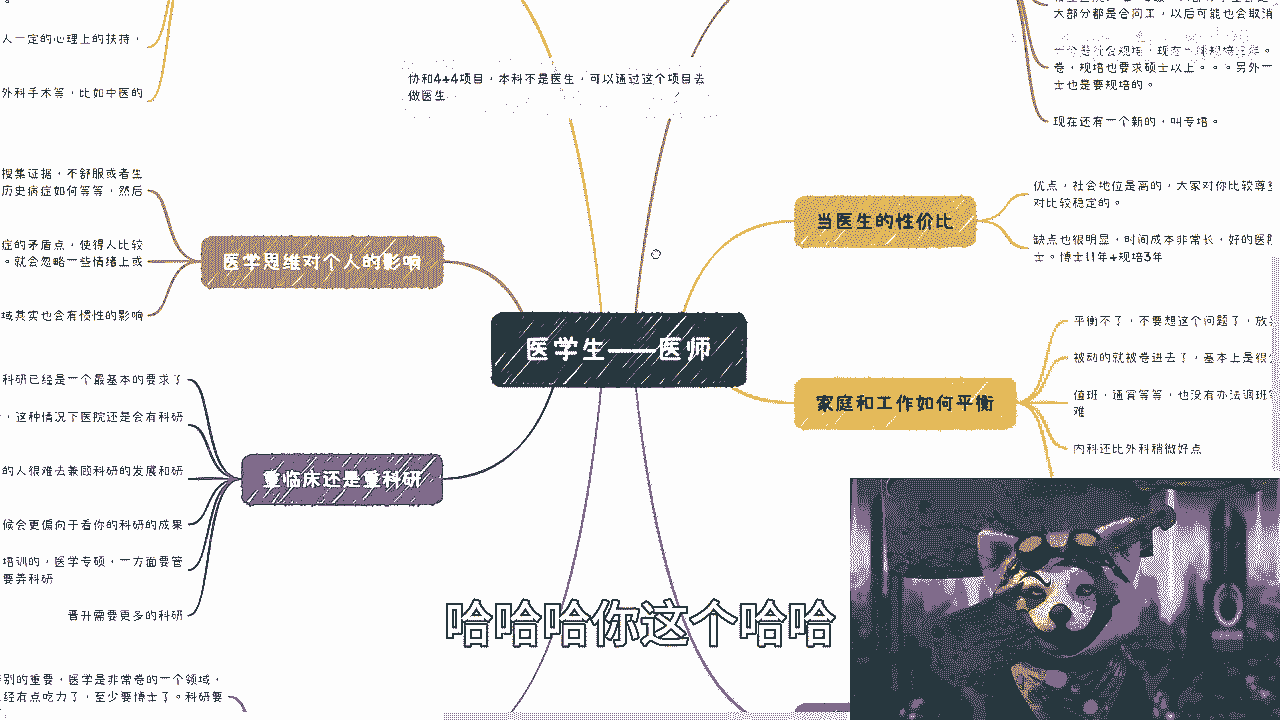 人一定的心理上的扶持，
外科手术等，比如中医的
协和4+4项目，本科不是医生，可以通过这个项目去
做医生
大部分都是合同工，以后可能也会取消
卷，规培也要求硕士以上。。。另外一
士也是要规培的。
现在还有一个新的，叫专培。
搜集证据，不舒服或者生
历史病症如何等等，然后
症的矛盾点，使得人比较
。就会忽略一些情绪上或
域其实也会有惯性的影响
医学思维对个人的影响
当医生的性价比
优点，社会地位是高的，大家对你比较尊
对比较稳定的。
缺点也很明显，时间成本非常长，好的医
士。博士11年+规培3年
医学生——医师
家庭和工作如何平衡
平衡不了，不要想这个问题了，放
被动的就被卷进去了，基本上是很
值班，通宵等等，也没有办法调班
难
内科还比外科稍微好点
科研已经是一个最基本的要求了
，这种情况下医院还是会看科研
的人很难去兼顾科研的发展和研
候会更偏向于看你的科研的成果
培训的，医学专硕，一方面要管
要弄科研
晋升需要更多的科研
重临床还是重科研
哈哈哈你这个哈哈
别的重要，医学是非常卷的一个领域，
经有点吃力了，至少要博士了。科研要